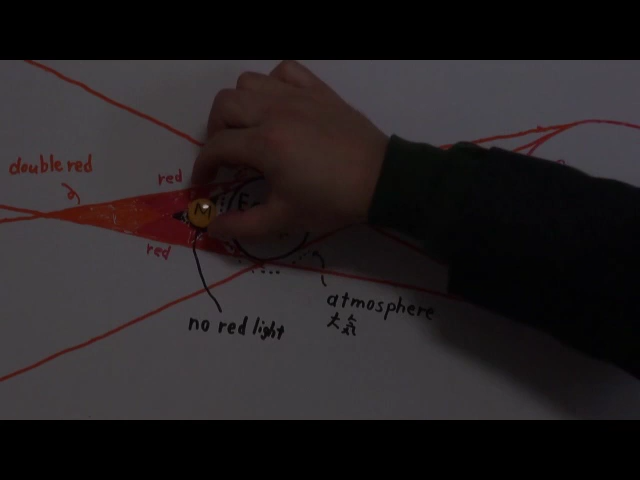 double red
red
M
E
red
no red light
atmosphere
大気